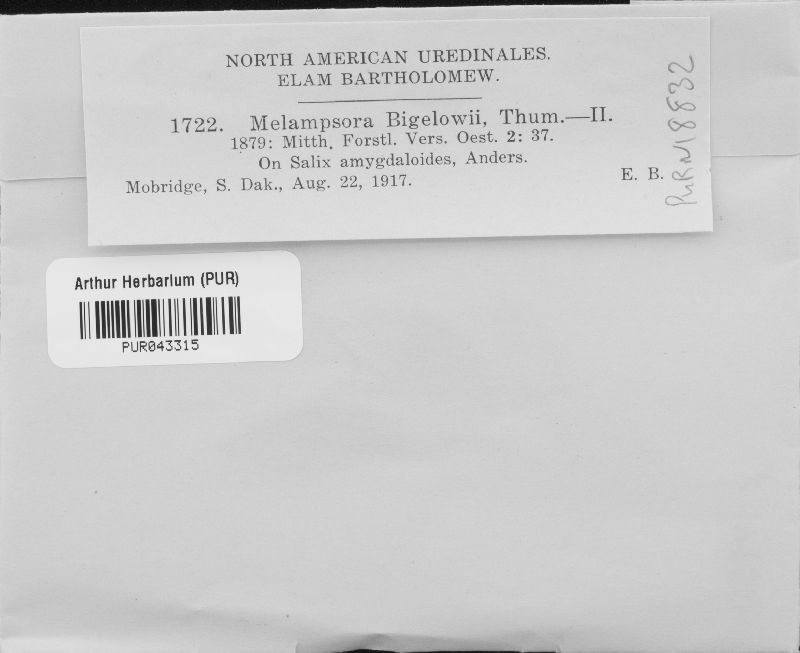 NORTH AMERICAN UREDINALES.
ELAM BARTHOLOMEW.
1722. Melampsora Bigelowii, Thum.—II.
1879: Mitth. Forstl. Vers. Oest. 2: 37.
On Salix amygdaloides, Anders.
Mobridge, S. Dak., Aug. 22, 1917. E. B.
PURN18832
Arthur Herbarium (PUR)
PUR043315